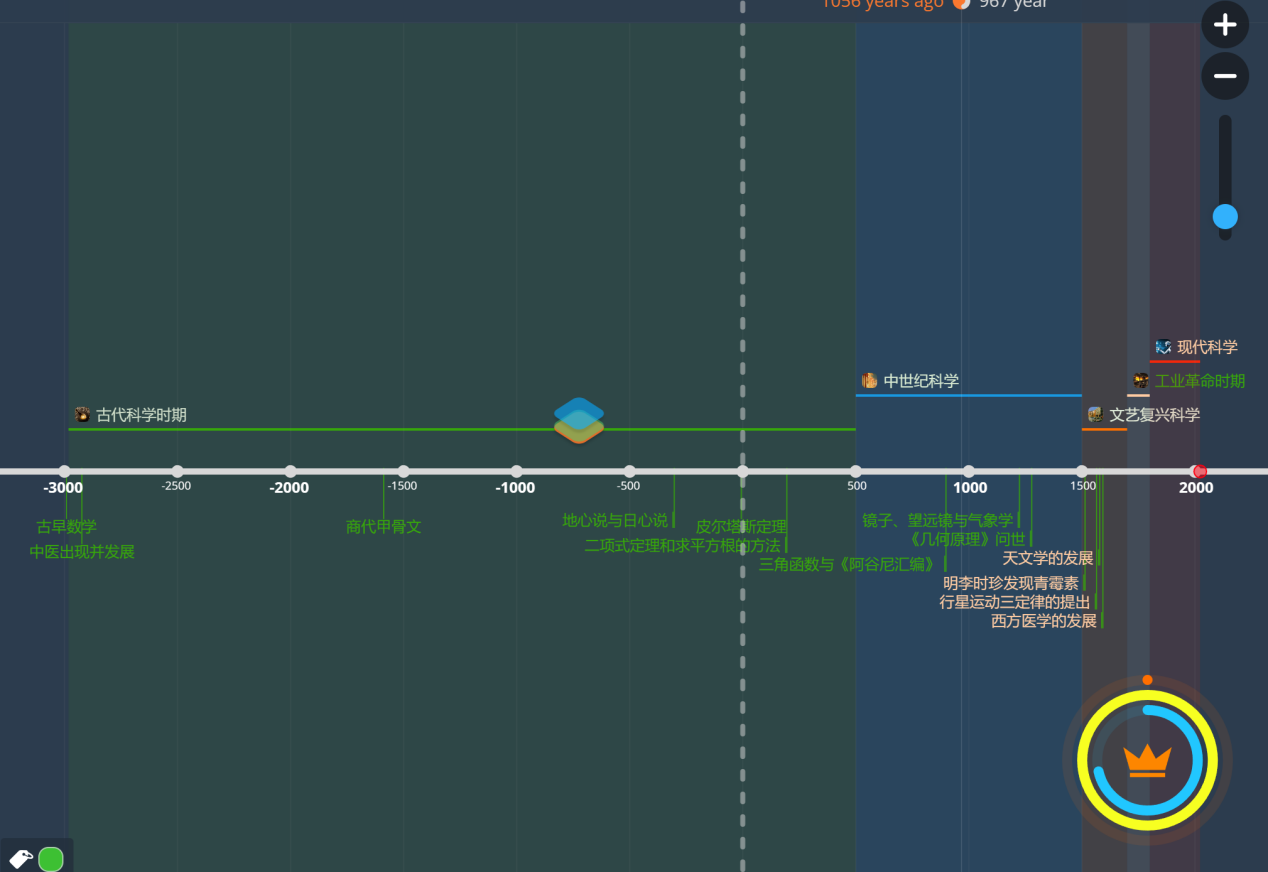 1056 years ago 967 year
现代科学
中世纪科学
工业革命时期
古代科学时期
文艺复兴科学
-3000
-2500
-2000
-1500
-1000
-500
500
1000
1500
2000
古早数学
商代甲骨文
地心说与日心说
皮尔塔斯定理
镜子、望远镜与气象学
《几何原理》问世
中医出现并发展
二项式定理和求平方根的方法
三角函数与《阿谷尼汇编》
天文学的发展
明李时珍发现青霉素
行星运动三定律的提出
西方医学的发展